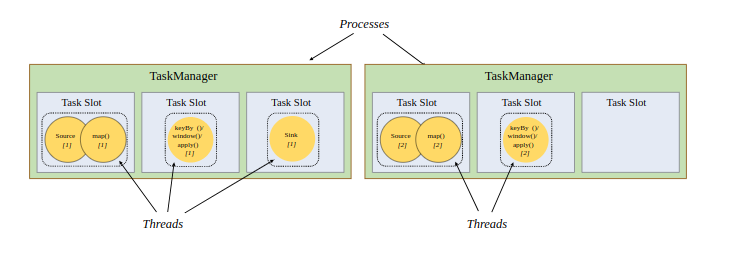 Processes
TaskManager
TaskManager
Task Slot
Task Slot
Task Slot
Task Slot
Task Slot
Task Slot
Source
[1]
map()
[1]
keyBy ()/
window()/
apply()
[1]
Sink
[1]
Source
[2]
map()
[2]
keyBy ()/
window()/
apply()
[2]
Threads
Threads